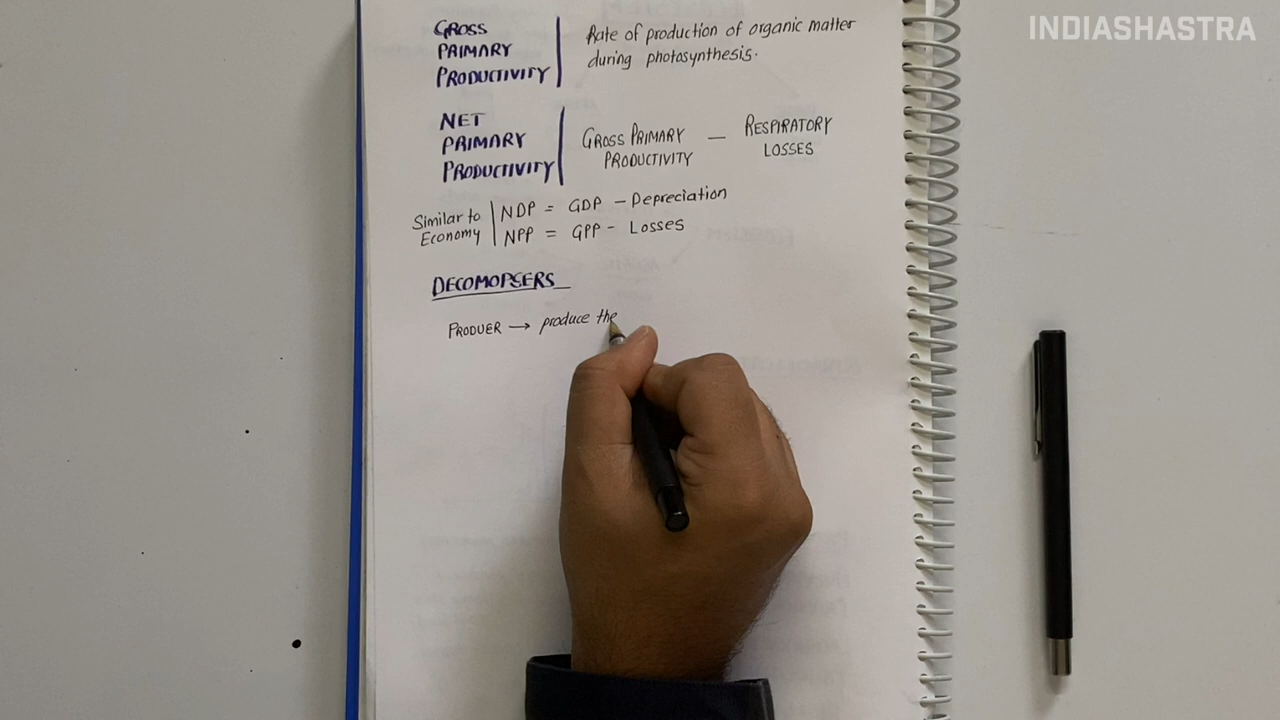 INDIASHASTRA
GROSS
PRIMARY
PRODUCTIVITY
Rate of production of organic matter
during photosynthesis.
NET
PRIMARY
PRODUCTIVITY
GROSS PRIMARY
PRODUCTIVITY
—
RESPIRATORY
LOSSES
Similar to
Economy
NDP = GDP – Depreciation
NPP = GPP – Losses
DECOMOPSERS_
PRODUER → produce the